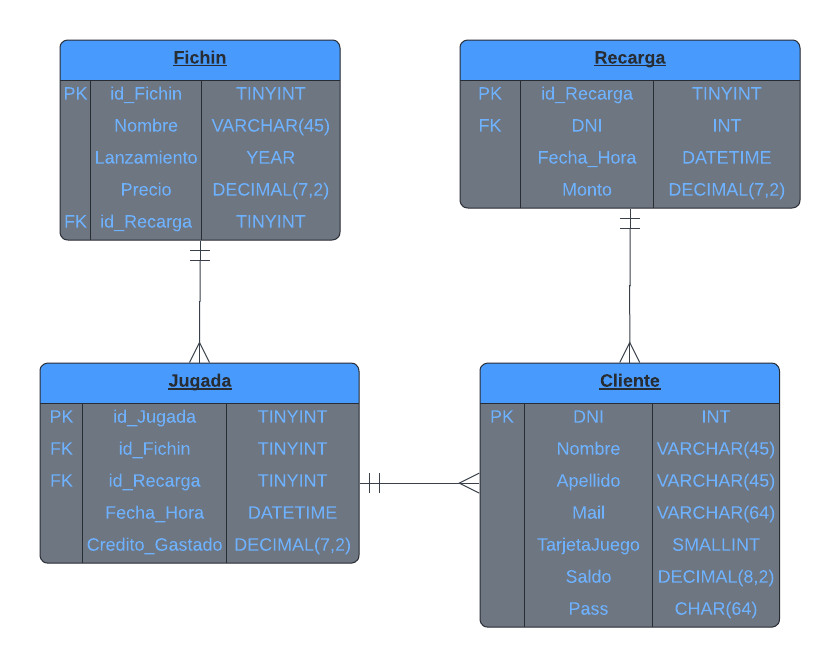 Fichin
PK id_Fichin TINYINT
Nombre VARCHAR(45)
Lanzamiento YEAR
Precio DECIMAL(7,2)
FK id_Recarga TINYINT
Recarga
PK id_Recarga TINYINT
FK DNI INT
Fecha_Hora DATETIME
Monto DECIMAL(7,2)
Jugada
PK id_Jugada TINYINT
FK id_Fichin TINYINT
FK id_Recarga TINYINT
Fecha_Hora DATETIME
Credito_Gastado DECIMAL(7,2)
Cliente
PK DNI INT
Nombre VARCHAR(45)
Apellido VARCHAR(45)
Mail VARCHAR(64)
TarjetaJuego SMALLINT
Saldo DECIMAL(8,2)
Pass CHAR(64)